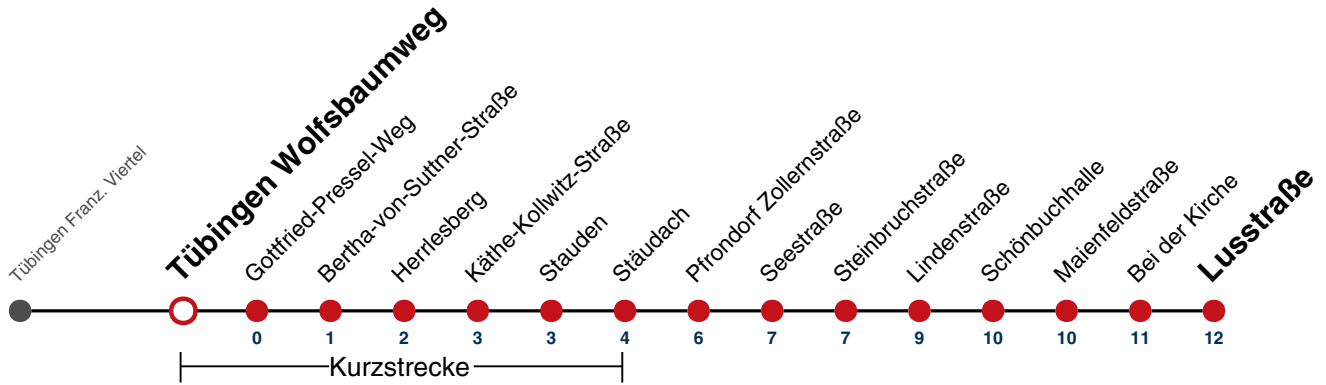 Tübingen Franz. Viertel
Tübingen Wolfsbaumweg
Gottfried-Pressel-Weg
Bertha-von-Suttner-Straße
Herrlesberg
Käthe-Kollwitz-Straße
Stauden
Stäudach
Pfrondorf Zollernstraße
Seestraße
Steinbruchstraße
Lindenstraße
Schönbuchhalle
Maienfeldstraße
Bei der Kirche
Lusstraße
0 1 2 3 3 4 6 7 7 9 10 10 11 12
Kurzstrecke